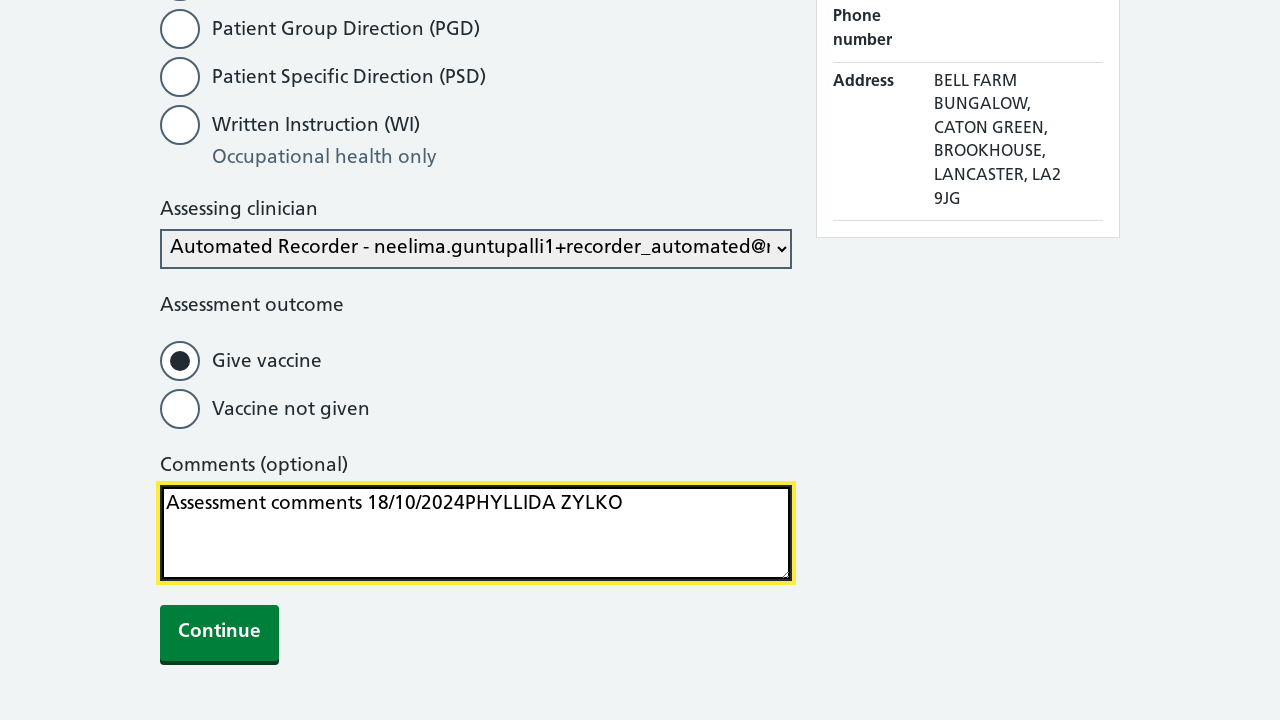 Patient Group Direction (PGD)
Patient Specific Direction (PSD)
Written Instruction (WI)
Occupational health only
Assessing clinician
Automated Recorder - neelima.guntupalli1+recorder_automated@
Assessment outcome
Give vaccine
Vaccine not given
Comments (optional)
Assessment comments 18/10/2024PHYLLIDA ZYLKO
Continue
Phone
number
Address
BELL FARM
BUNGALOW,
CATON GREEN,
BROOKHOUSE,
LANCASTER, LA2
9JG